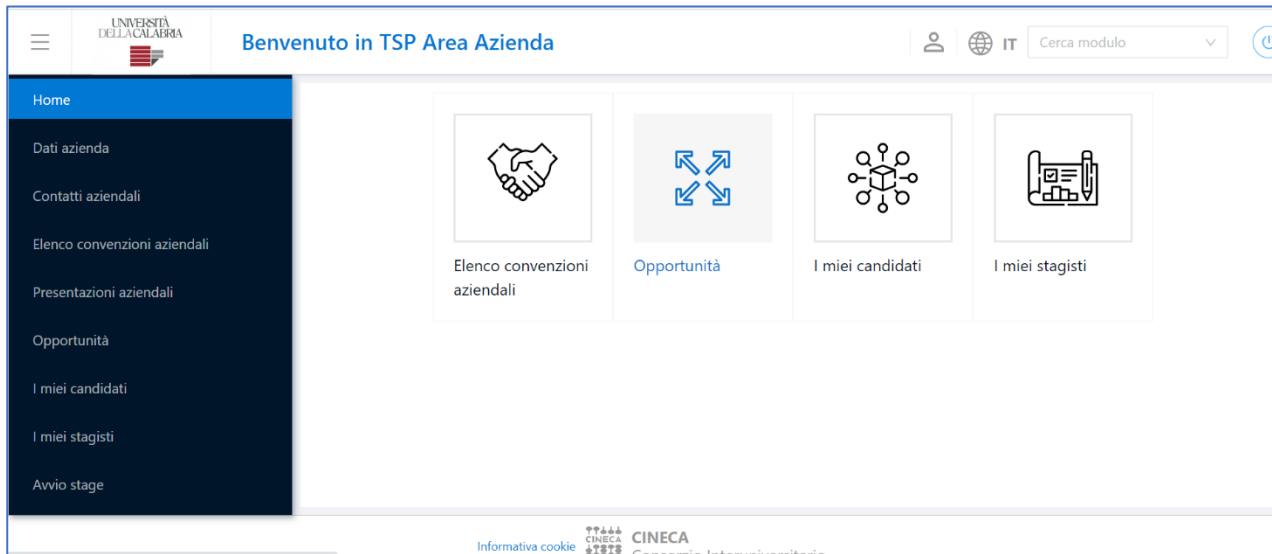 UNIVERSITÀ
DELLA CALABRIA
Benvenuto in TSP Area Azienda
IT
Cerca modulo
Home
Dati azienda
Contatti aziendali
Elenco convenzioni aziendali
Presentazioni aziendali
Opportunità
I miei candidati
I miei stagisti
Avvio stage
Elenco convenzioni
aziendali
Opportunità
I miei candidati
I miei stagisti
Informativa cookie
CINECA
CINECA
Consorzio Interuniversitario